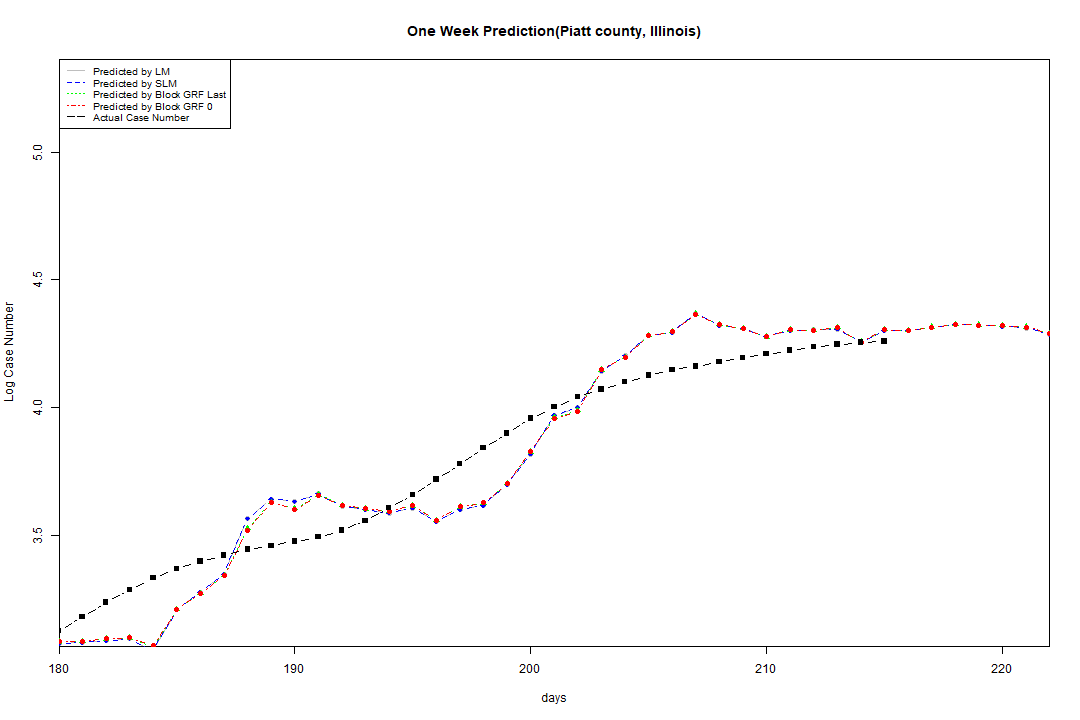 One Week Prediction(Piatt county, Illinois)
Predicted by LM
Predicted by SLM
Predicted by Block GRF Last
Predicted by Block GRF 0
Actual Case Number
5.0
4.5
4.0
3.5
Log Case Number
180 190 200 210 220
days